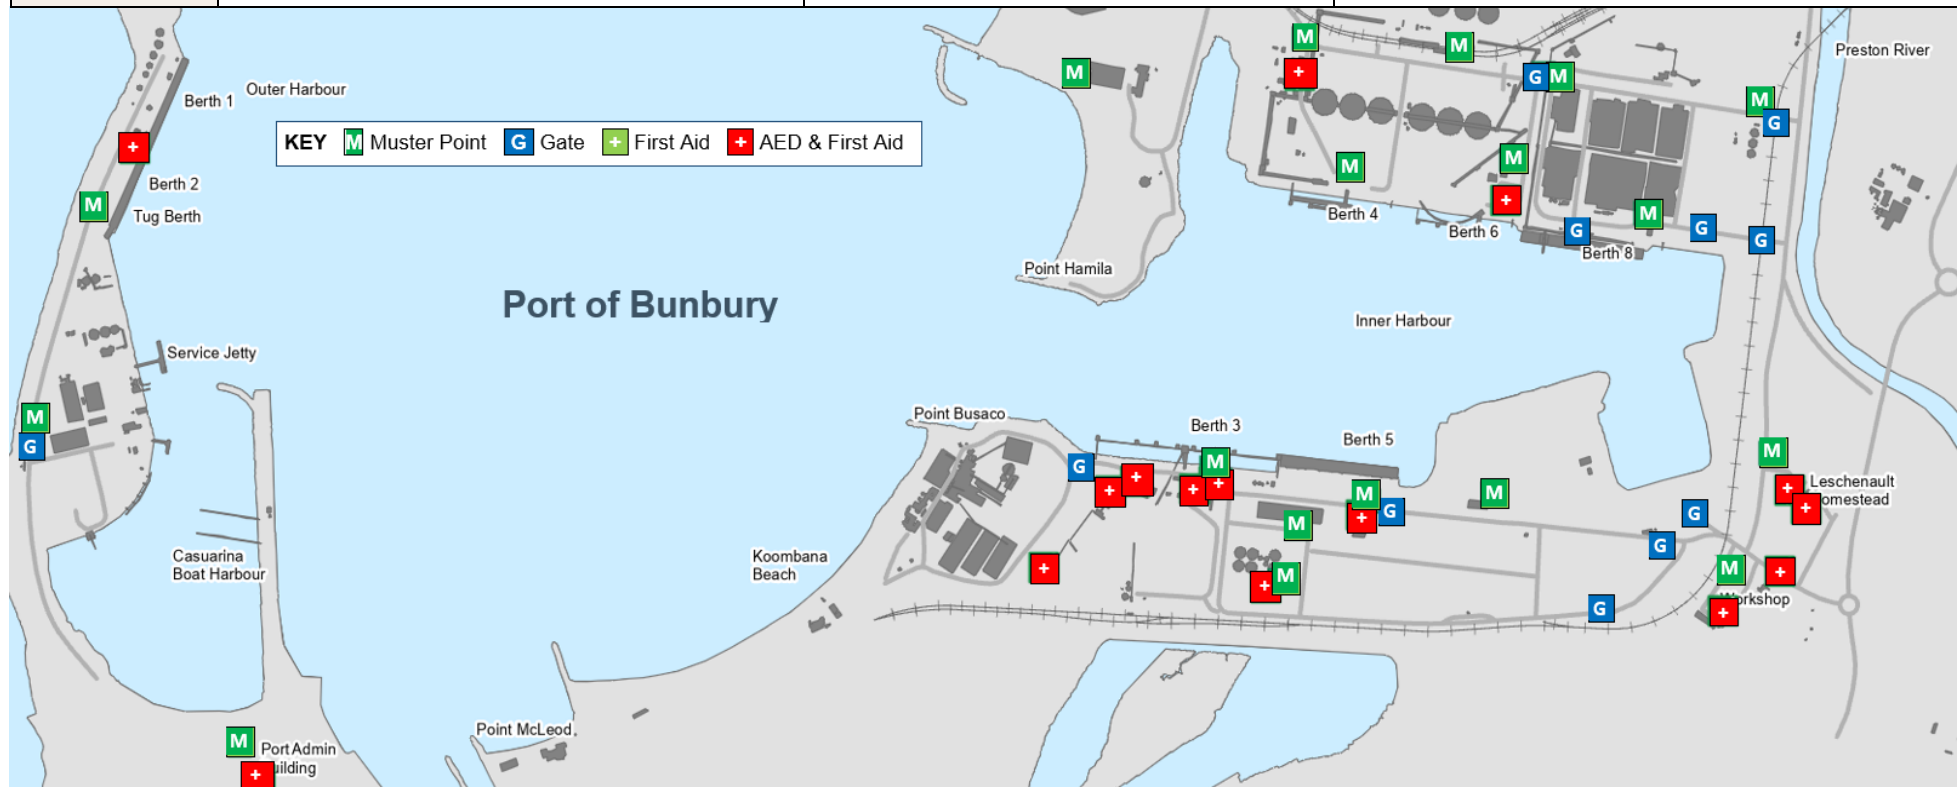 Preston River
Outer Harbour
Berth 1
KEY M Muster Point G Gate + First Aid + AED & First Aid
Berth 2
Tug Berth
Berth 4
Berth 6
Berth 8
Point Hamila
Port of Bunbury
Inner Harbour
Service Jetty
Point Busaco
Berth 3
Berth 5
Leschenault
Casuarina
Boat Harbour
Koombana
Beach
Point McLeod
Port Admin
M
M
M
M
G
M
M
G
+
+
M
M
M
+
M
G
G
G
M
G
M
G
+
+
+
+
M
M
+
G
M
M
+
M
+
G
G
M
+
+
M
+
G
+
M
+